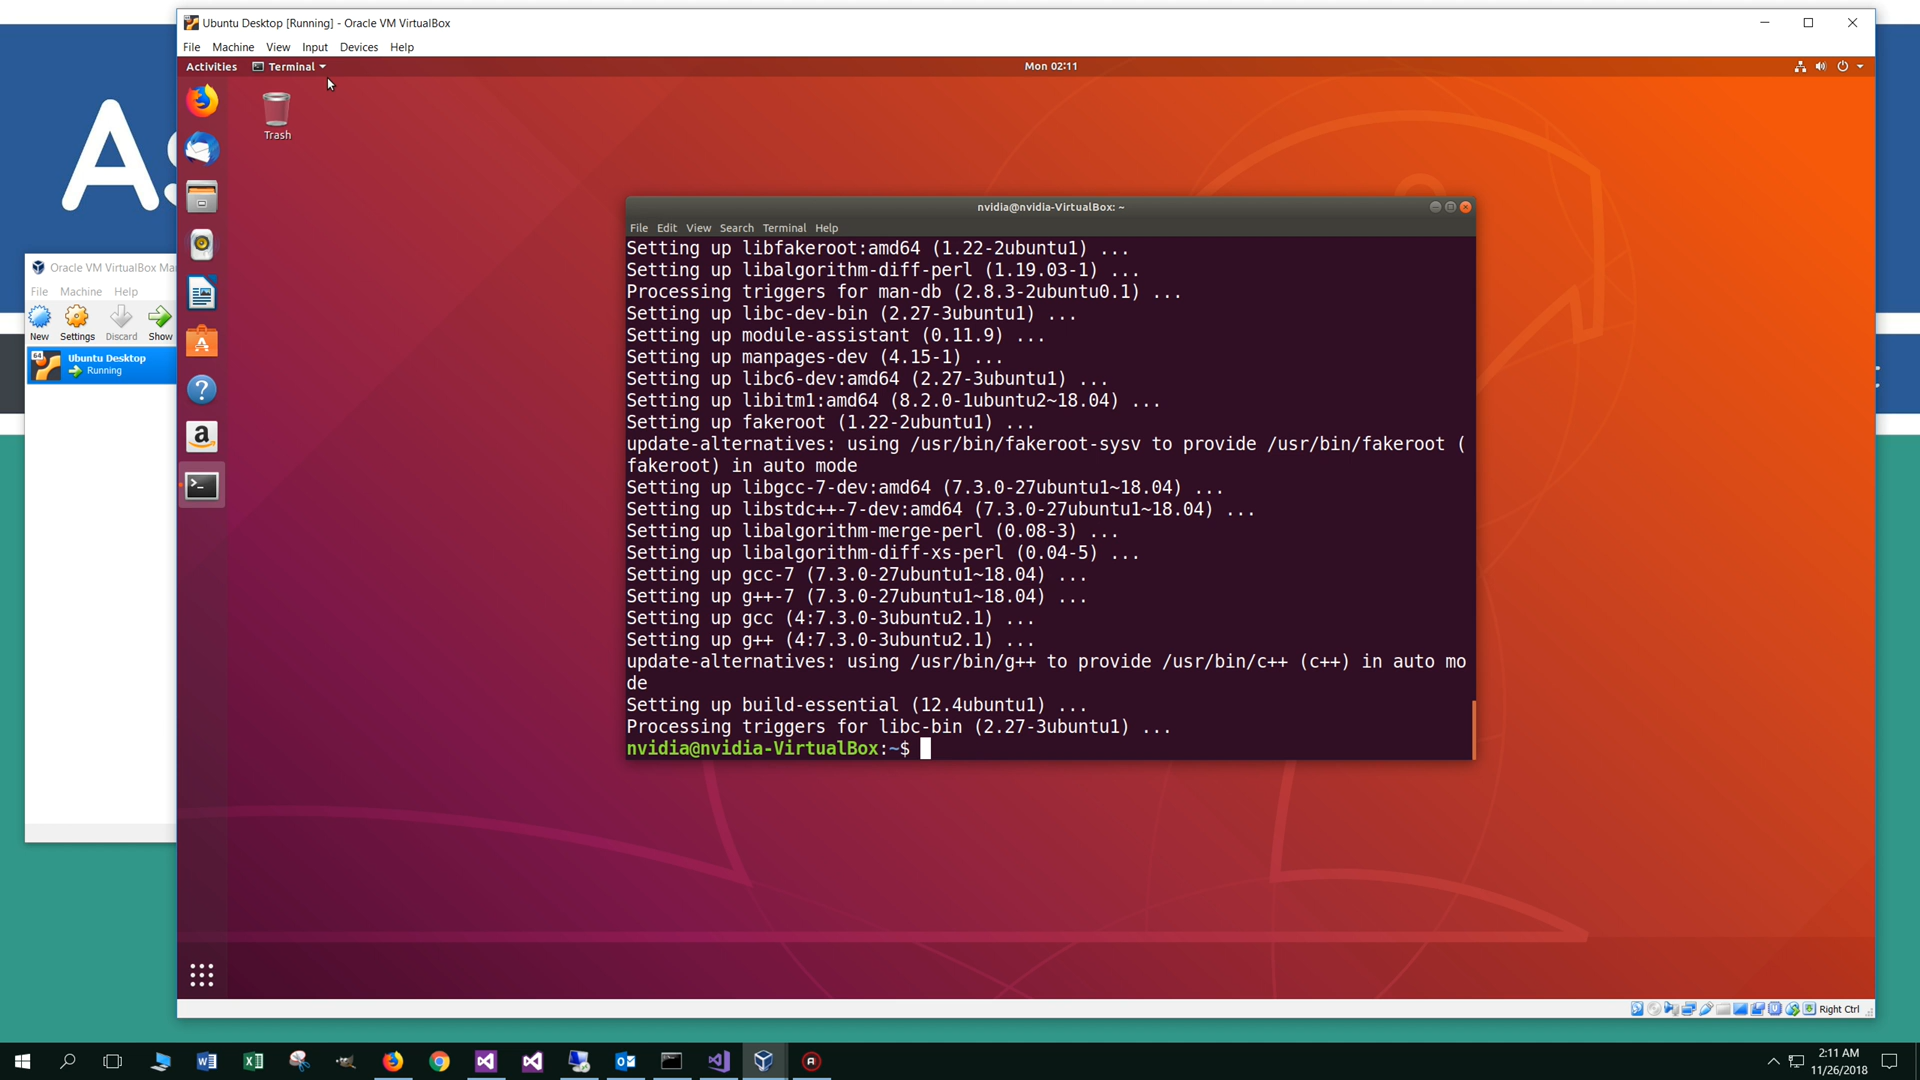 Ubuntu Desktop [Running] - Oracle VM VirtualBox
File Machine View Input Devices Help
Activities Terminal Mon 02:11
Trash
Oracle VM VirtualBox Ma
File Machine Help
New Settings Discard Show
64 Ubuntu Desktop
Running
nvidia@nvidia-VirtualBox: ~
File Edit View Search Terminal Help
Setting up libfakeroot:amd64 (1.22-2ubuntu1) ...
Setting up libalgorithm-diff-perl (1.19.03-1) ...
Processing triggers for man-db (2.8.3-2ubuntu0.1) ...
Setting up libc-dev-bin (2.27-3ubuntu1) ...
Setting up module-assistant (0.11.9) ...
Setting up manpages-dev (4.15-1) ...
Setting up libc6-dev:amd64 (2.27-3ubuntu1) ...
Setting up libitm1:amd64 (8.2.0-1ubuntu2~18.04) ...
Setting up fakeroot (1.22-2ubuntu1) ...
update-alternatives: using /usr/bin/fakeroot-sysv to provide /usr/bin/fakeroot (
fakeroot) in auto mode
Setting up libgcc-7-dev:amd64 (7.3.0-27ubuntu1~18.04) ...
Setting up libstdc++-7-dev:amd64 (7.3.0-27ubuntu1~18.04) ...
Setting up libalgorithm-merge-perl (0.08-3) ...
Setting up libalgorithm-diff-xs-perl (0.04-5) ...
Setting up gcc-7 (7.3.0-27ubuntu1~18.04) ...
Setting up g++-7 (7.3.0-27ubuntu1~18.04) ...
Setting up gcc (4:7.3.0-3ubuntu2.1) ...
Setting up g++ (4:7.3.0-3ubuntu2.1) ...
update-alternatives: using /usr/bin/g++ to provide /usr/bin/c++ (c++) in auto mo
de
Setting up build-essential (12.4ubuntu1) ...
Processing triggers for libc-bin (2.27-3ubuntu1) ...
nvidia@nvidia-VirtualBox:~$
Right Ctrl
2:11 AM
11/26/2018